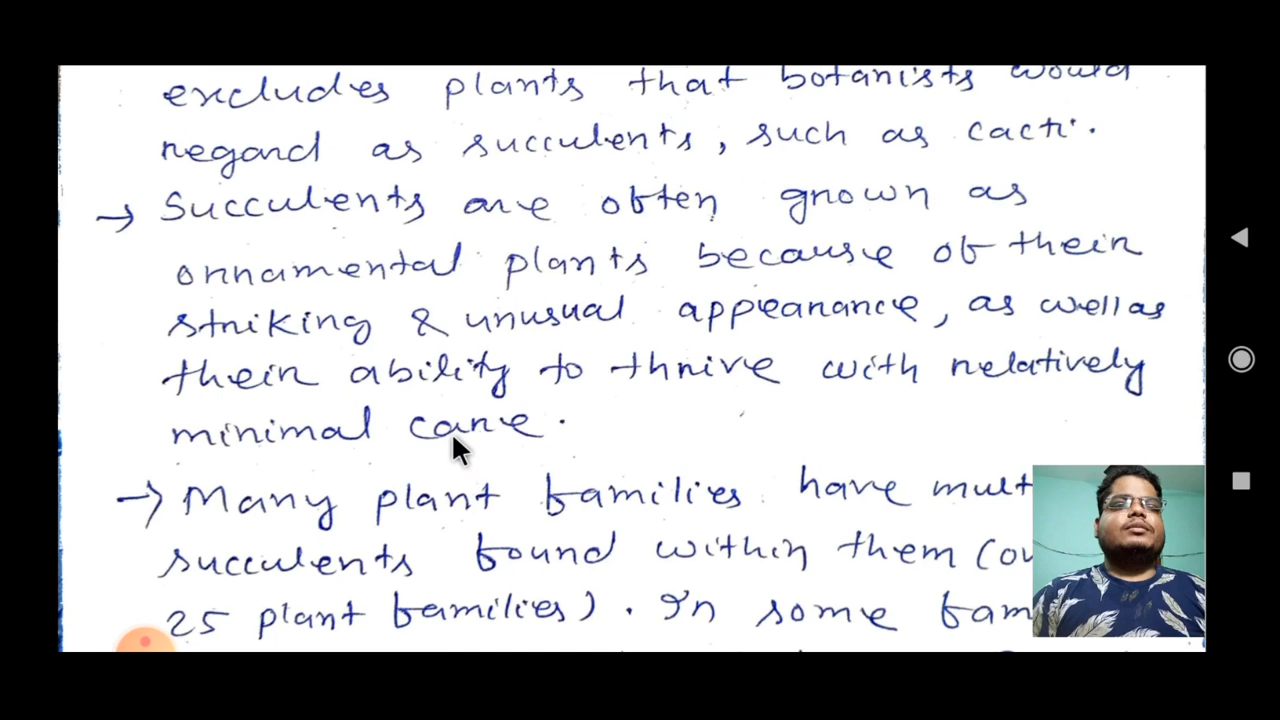 excludes plants that botanists would
regard as succulents, such as cacti.
→ Succulents are often grown as
ornamental plants because of their
striking & unusual appearance, as well as
their ability to thrive with relatively
minimal care.
→ Many plant families have mult
succulents found within them (ov
25 plant families). In some fam